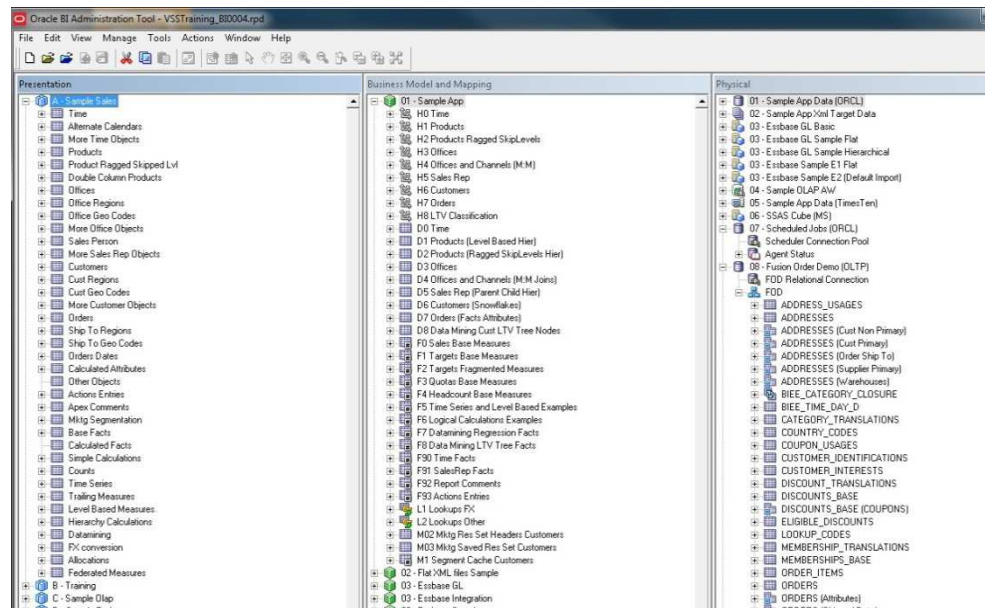 Oracle BI Administration Tool - VSSTraining_BI0004.rpd
File Edit View Manage Tools Actions Window Help
Presentation
A - Sample Sales
Time
Alternate Calendars
More Time Objects
Products
Product Ragged Skipped Lvl
Double Column Products
Offices
Office Regions
Office Geo Codes
More Office Objects
Sales Person
More Sales Rep Objects
Customers
Cust Regions
Cust Geo Codes
More Customer Objects
Orders
Ship To Regions
Ship To Geo Codes
Orders Dates
Calculated Attributes
Other Objects
Actions Entries
Apex Comments
Mktg Segmentation
Base Facts
Calculated Facts
Simple Calculations
Counts
Time Series
Trailing Measures
Level Based Measures
Hierarchy Calculations
Datamining
FX conversion
Allocations
Federated Measures
B - Training
C - Sample Olap
Business Model and Mapping
01 - Sample App
H0 Time
H1 Products
H2 Products Ragged SkipLevels
H3 Offices
H4 Offices and Channels (M:M)
H5 Sales Rep
H6 Customers
H7 Orders
H8 LTV Classification
D0 Time
D1 Products (Level Based Hier)
D2 Products (Ragged SkipLevels Hier)
D3 Offices
D4 Offices and Channels (M:M Joins)
D5 Sales Rep (Parent Child Hier)
D6 Customers (Snowflakes)
D7 Orders (Facts Attributes)
D8 Data Mining Cust LTV Tree Nodes
F0 Sales Base Measures
F1 Targets Base Measures
F2 Targets Fragmented Measures
F3 Quotas Base Measures
F4 Headcount Base Measures
F5 Time Series and Level Based Examples
F6 Logical Calculations Examples
F7 Datamining Regression Facts
F8 Data Mining LTV Tree Facts
F90 Time Facts
F91 SalesRep Facts
F92 Report Comments
F93 Actions Entries
L1 Lookups FX
L2 Lookups Other
M02 Mktg Res Set Headers Customers
M03 Mktg Saved Res Set Customers
M1 Segment Cache Customers
02 - Flat XML files Sample
03 - Essbase GL
03 - Essbase Integration
Physical
01 - Sample App Data (ORCL)
02 - Sample App Xml Target Data
03 - Essbase GL Basic
03 - Essbase GL Sample Flat
03 - Essbase GL Sample Hierarchical
03 - Essbase Sample E1 Flat
03 - Essbase Sample E2 (Default Import)
04 - Sample OLAP AW
05 - Sample App Data (TimesTen)
06 - SSAS Cube (MS)
07 - Scheduled Jobs (ORCL)
Scheduler Connection Pool
Agent Status
08 - Fusion Order Demo (OLTP)
FOD Relational Connection
FOD
ADDRESS_USAGES
ADDRESSES
ADDRESSES (Cust Non Primary)
ADDRESSES (Cust Primary)
ADDRESSES (Order Ship To)
ADDRESSES (Supplier Primary)
ADDRESSES (Warehouses)
BIEE_CATEGORY_CLOSURE
BIEE_TIME_DAY_D
CATEGORY_TRANSLATIONS
COUNTRY_CODES
COUPON_USAGES
CUSTOMER_IDENTIFICATIONS
CUSTOMER_INTERESTS
DISCOUNT_TRANSLATIONS
DISCOUNTS_BASE
DISCOUNTS_BASE (COUPONS)
ELIGIBLE_DISCOUNTS
LOOKUP_CODES
MEMBERSHIP_TRANSLATIONS
MEMBERSHIPS_BASE
ORDER_ITEMS
ORDERS
ORDERS (Attributes)